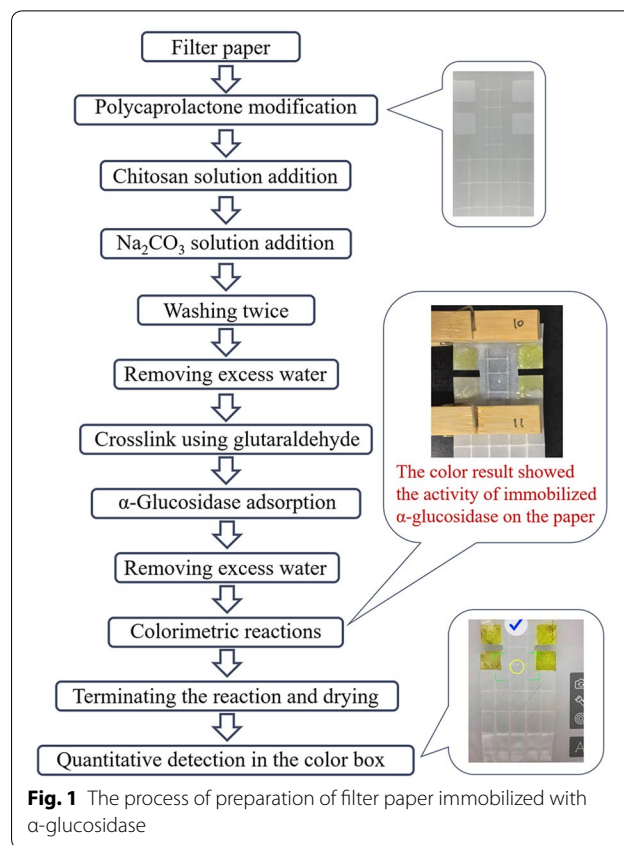 Filter paper
Polycaprolactone modification
Chitosan solution addition
Na₂CO₃ solution addition
Washing twice
Removing excess water
10
11
Crosslink using glutaraldehyde
The color result showed
the activity of immobilized
α-glucosidase on the paper
α-Glucosidase adsorption
Removing excess water
Colorimetric reactions
Terminating the reaction and drying
A
Quantitative detection in the color box
Fig. 1 The process of preparation of filter paper immobilized with
α-glucosidase